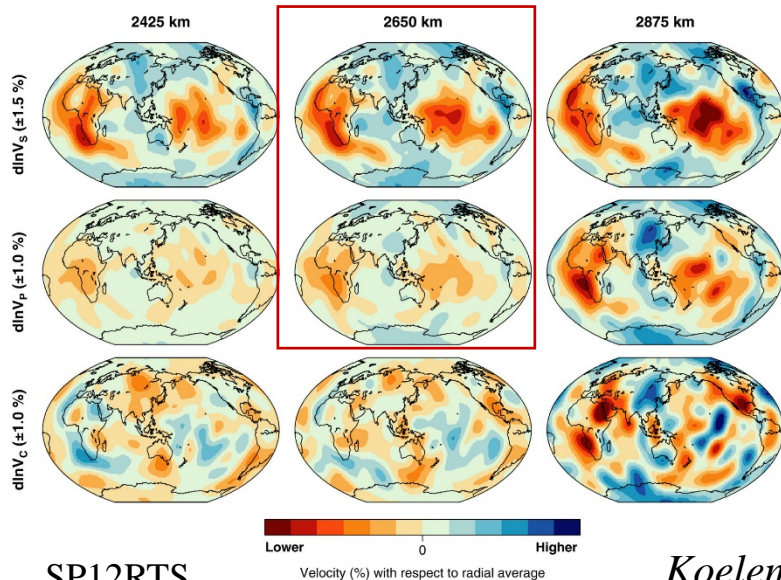 2425 km 2650 km 2875 km
dlnVS (±1.5 %)
dlnVP (±1.0 %)
dlnVC (±1.0 %)
Lower 0 Higher
SP12RTS
Velocity (%) with respect to radial average